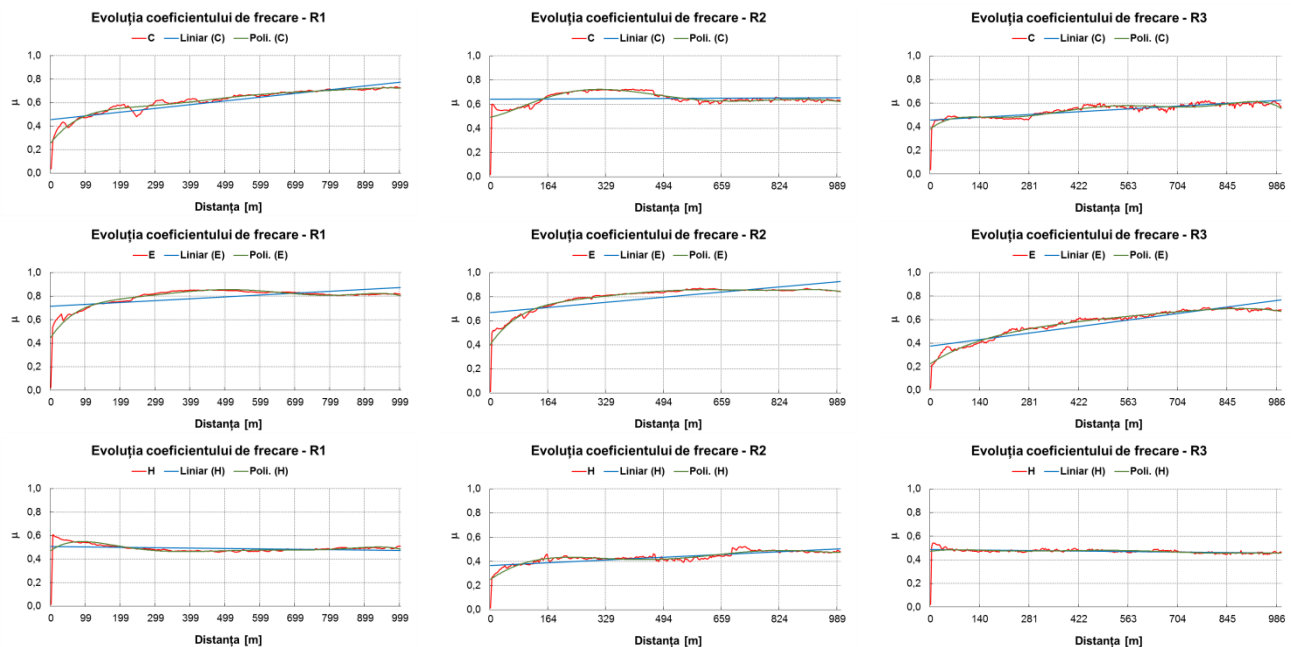 Evoluția coeficientului de frecare - R1
C Liniar (C) Poli. (C)
1,0
0,8
0,6
0,4
0,2
0,0
μ
0 99 199 299 399 499 599 699 799 899 999
Distanța [m]
Evoluția coeficientului de frecare - R2
C Liniar (C) Poli. (C)
1,0
0,8
0,6
0,4
0,2
0,0
μ
0 164 329 494 659 824 989
Distanța [m]
Evoluția coeficientului de frecare - R3
C Liniar (C) Poli. (C)
1,0
0,8
0,6
0,4
0,2
0,0
μ
0 140 281 422 563 704 845 986
Distanța [m]
Evoluția coeficientului de frecare - R1
E Liniar (E) Poli. (E)
1,0
0,8
0,6
0,4
0,2
0,0
μ
0 99 199 299 399 499 599 699 799 899 999
Distanța [m]
Evoluția coeficientului de frecare - R2
E Liniar (E) Poli. (E)
1,0
0,8
0,6
0,4
0,2
0,0
μ
0 164 329 494 659 824 989
Distanța [m]
Evoluția coeficientului de frecare - R3
E Liniar (E) Poli. (E)
1,0
0,8
0,6
0,4
0,2
0,0
μ
0 140 281 422 563 704 845 986
Distanța [m]
Evoluția coeficientului de frecare - R1
H Liniar (H) Poli. (H)
1,0
0,8
0,6
0,4
0,2
0,0
μ
0 99 199 299 399 499 599 699 799 899 999
Distanța [m]
Evoluția coeficientului de frecare - R2
H Liniar (H) Poli. (H)
1,0
0,8
0,6
0,4
0,2
0,0
μ
0 164 329 494 659 824 989
Distanța [m]
Evoluția coeficientului de frecare - R3
H Liniar (H) Poli. (H)
1,0
0,8
0,6
0,4
0,2
0,0
μ
0 140 281 422 563 704 845 986
Distanța [m]